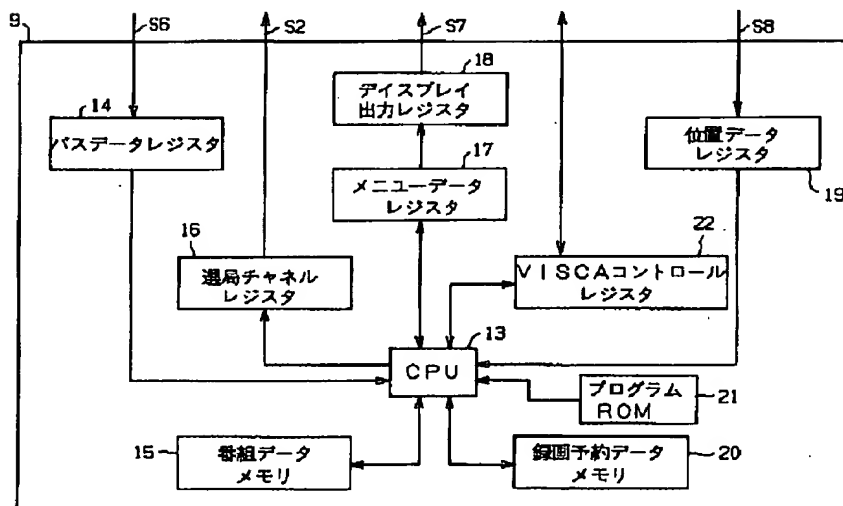 9
S6
S2
S7
S8
18
ディスプレイ
出力レジスタ
14
パスデータレジスタ
位置データ
レジスタ
19
17
メニューデータ
レジスタ
16
選局チャネル
レジスタ
22
VISCAコントロール
レジスタ
13
CPU
プログラム
ROM
21
15
番組データ
メモリ
録画予約データ
メモリ
20